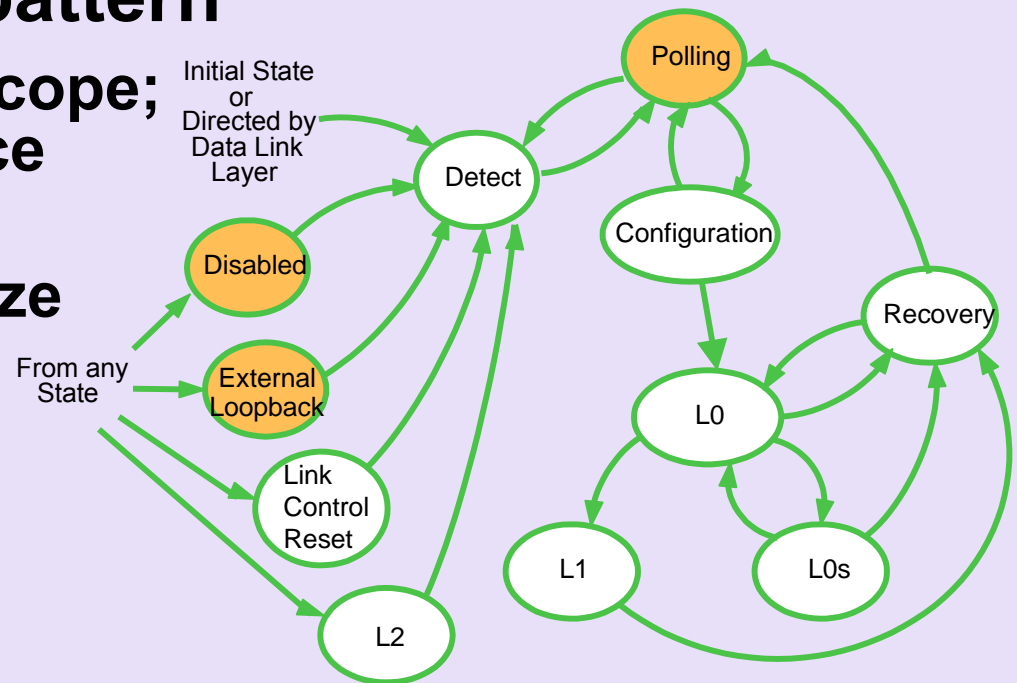 pattern
cope;
ce
ze
Initial State
or
Directed by
Data Link
Layer
Polling
Detect
Configuration
Disabled
Recovery
From any
State
External
Loopback
L0
Link
Control
Reset
L1
L0s
L2